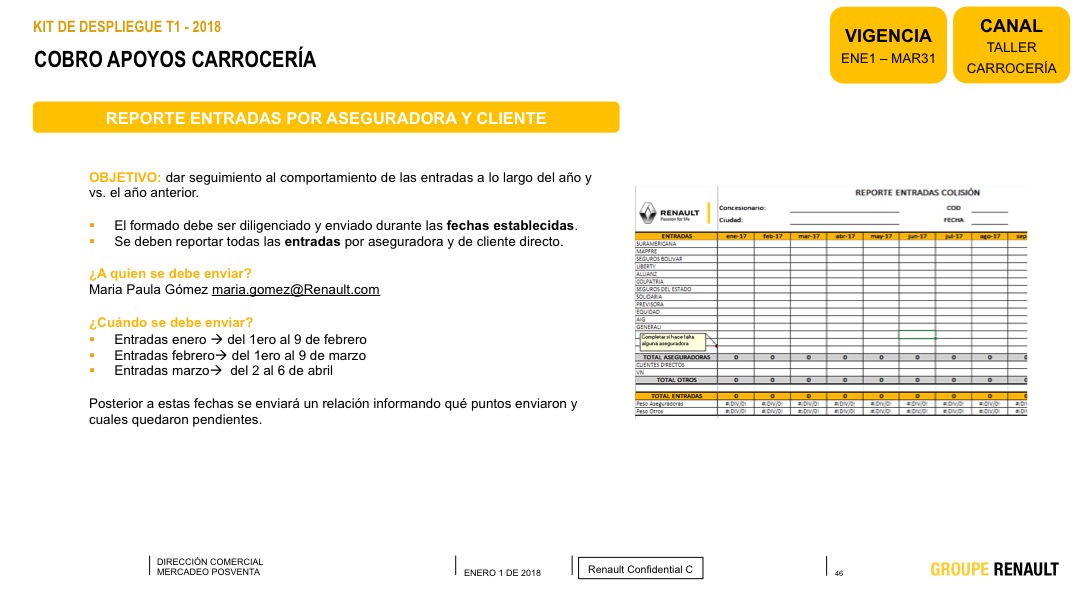 KIT DE DESPLIEGUE T1 - 2018
COBRO APOYOS CARROCERÍA
VIGENCIA
ENE1 – MAR31
CANAL
TALLER
CARROCERÍA
REPORTE ENTRADAS POR ASEGURADORA Y CLIENTE
OBJETIVO: dar seguimiento al comportamiento de las entradas a lo largo del año y
vs. el año anterior.
▪ El formado debe ser diligenciado y enviado durante las fechas establecidas.
▪ Se deben reportar todas las entradas por aseguradora y de cliente directo.
¿A quien se debe enviar?
Maria Paula Gómez maria.gomez@Renault.com
¿Cuándo se debe enviar?
▪ Entradas enero → del 1ero al 9 de febrero
▪ Entradas febrero→ del 1ero al 9 de marzo
▪ Entradas marzo→ del 2 al 6 de abril
Posterior a estas fechas se enviará un relación informando qué puntos enviaron y
cuales quedaron pendientes.
REPORTE ENTRADAS COLISIÓN
RENAULT
Passion for life
Concesionario: COD
Ciudad: FECHA
ENTRADAS ene-17 feb-17 mar-17 abr-17 may-17 jun-17 jul-17 ago-17 sep
SURAMERICANA
MAPFRE
SEGUROS BOLIVAR
LIBERTY
ALLIANZ
COLPATRIA
SEGUROS DEL ESTADO
SOLIDARIA
PREVISORA
EQUIDAD
AIG
GENERALI
Completar si hace falta
alguna aseguradora
TOTAL ASEGURADORAS 0 0 0 0 0 0 0 0 0
CLIENTES DIRECTOS
VN
TOTAL OTROS 0 0 0 0 0 0 0 0 0
TOTAL ENTRADAS 0 0 0 0 0 0 0 0 0
Peso Aseguradoras #¡DIV/0! #¡DIV/0! #¡DIV/0! #¡DIV/0! #¡DIV/0! #¡DIV/0! #¡DIV/0! #¡DIV/0! #¡DIV
Peso Otros #¡DIV/0! #¡DIV/0! #¡DIV/0! #¡DIV/0! #¡DIV/0! #¡DIV/0! #¡DIV/0! #¡DIV/0! #¡DIV
DIRECCIÓN COMERCIAL
MERCADEO POSVENTA
ENERO 1 DE 2018
Renault Confidential C
46
GROUPE RENAULT